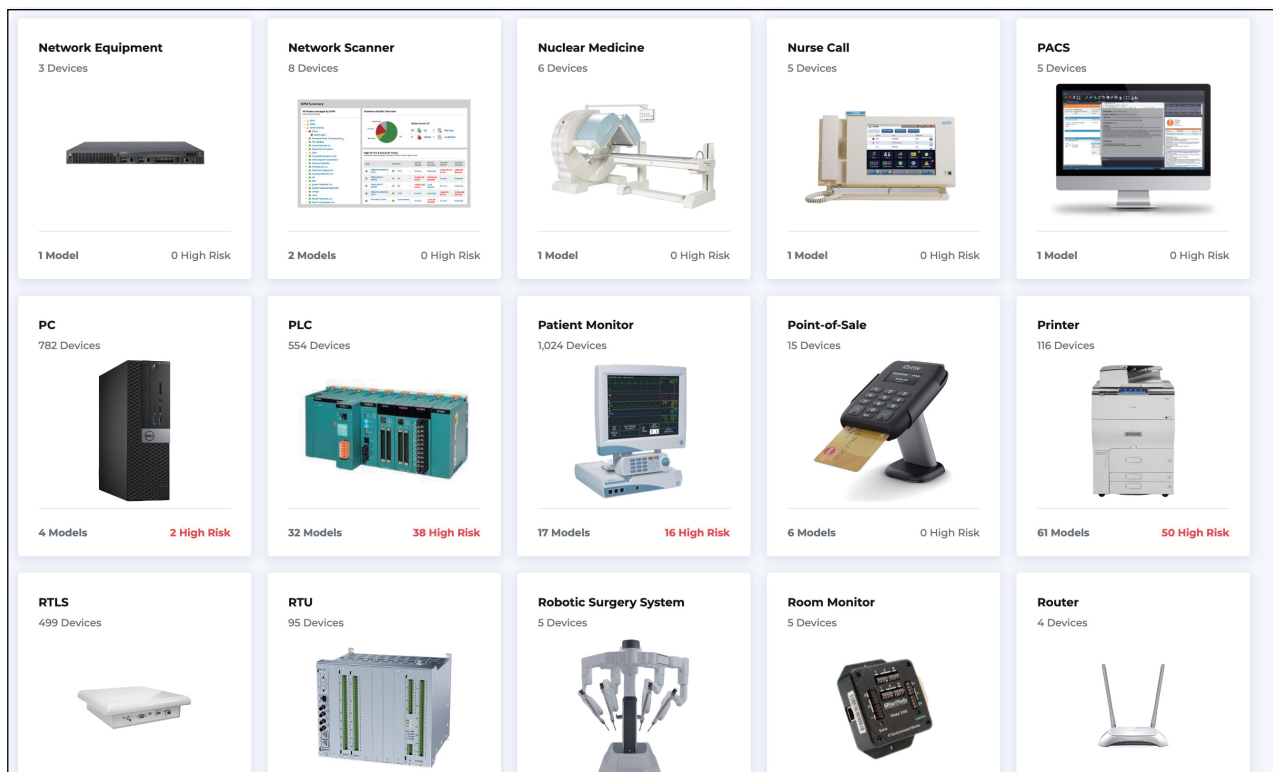 Network Equipment
3 Devices
1 Model
0 High Risk
Network Scanner
8 Devices
2 Models
0 High Risk
Nuclear Medicine
6 Devices
1 Model
0 High Risk
Nurse Call
5 Devices
1 Model
0 High Risk
PACS
5 Devices
1 Model
0 High Risk
PC
782 Devices
DELL
4 Models
2 High Risk
PLC
554 Devices
32 Models
38 High Risk
Patient Monitor
1,024 Devices
17 Models
16 High Risk
Point-of-Sale
15 Devices
iZettle
6 Models
0 High Risk
Printer
116 Devices
61 Models
50 High Risk
RTLS
499 Devices
RTU
95 Devices
Robotic Surgery System
5 Devices
Room Monitor
5 Devices
Router
4 Devices